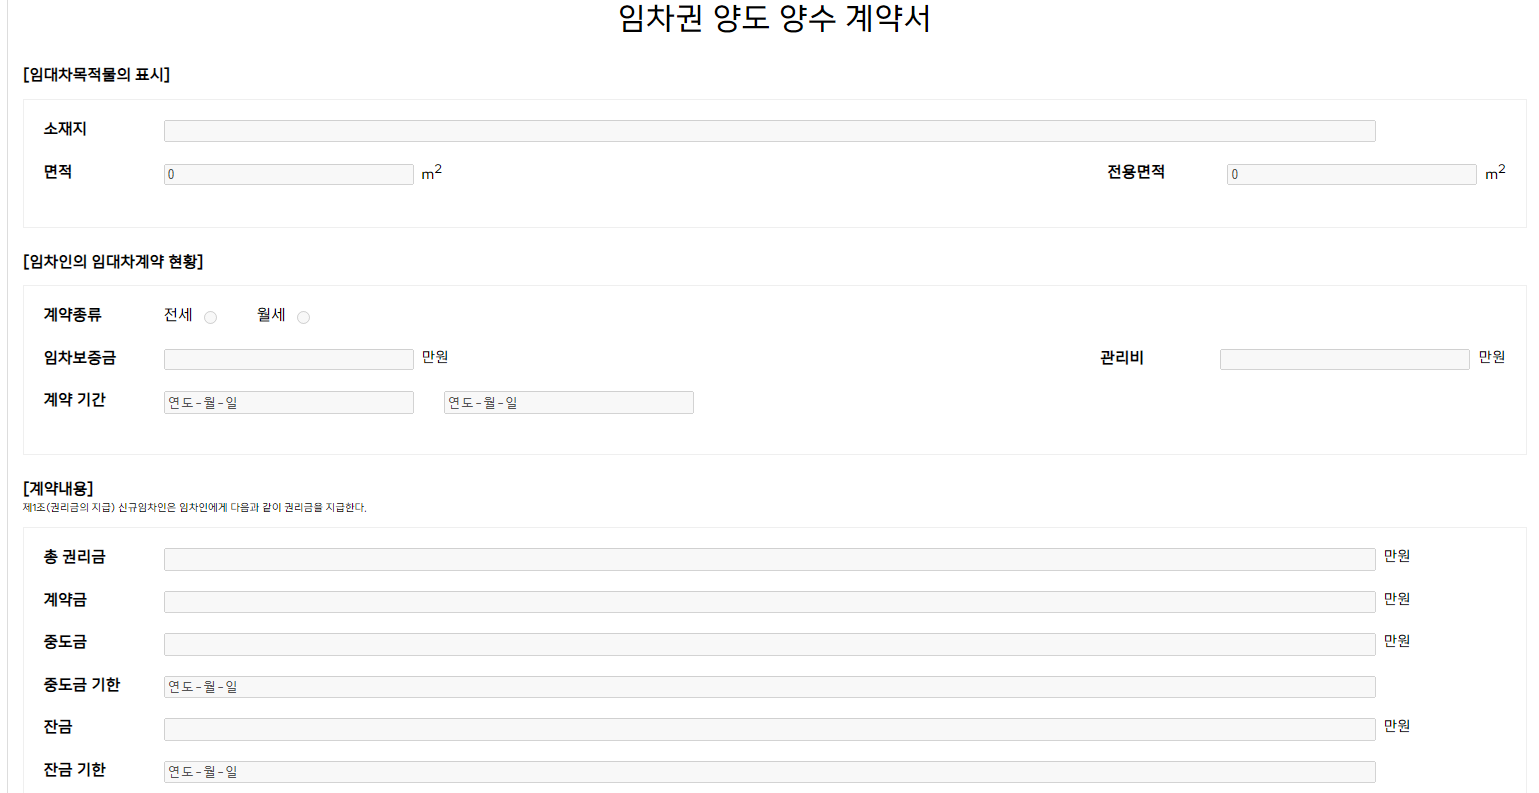 임차권 양도 양수 계약서
[임대차목적물의 표시]
소재지
면적 0 m² 전용면적 0 m²
[임차인의 임대차계약 현황]
계약종류 전세 월세
임차보증금 만원 관리비 만원
계약 기간 연도-월-일 연도-월-일
[계약내용]
제1조(권리금의 지급) 신규임차인은 임차인에게 다음과 같이 권리금을 지급한다.
총 권리금 만원
계약금 만원
중도금 만원
중도금 기한 연도-월-일
잔금 만원
잔금 기한 연도-월-일